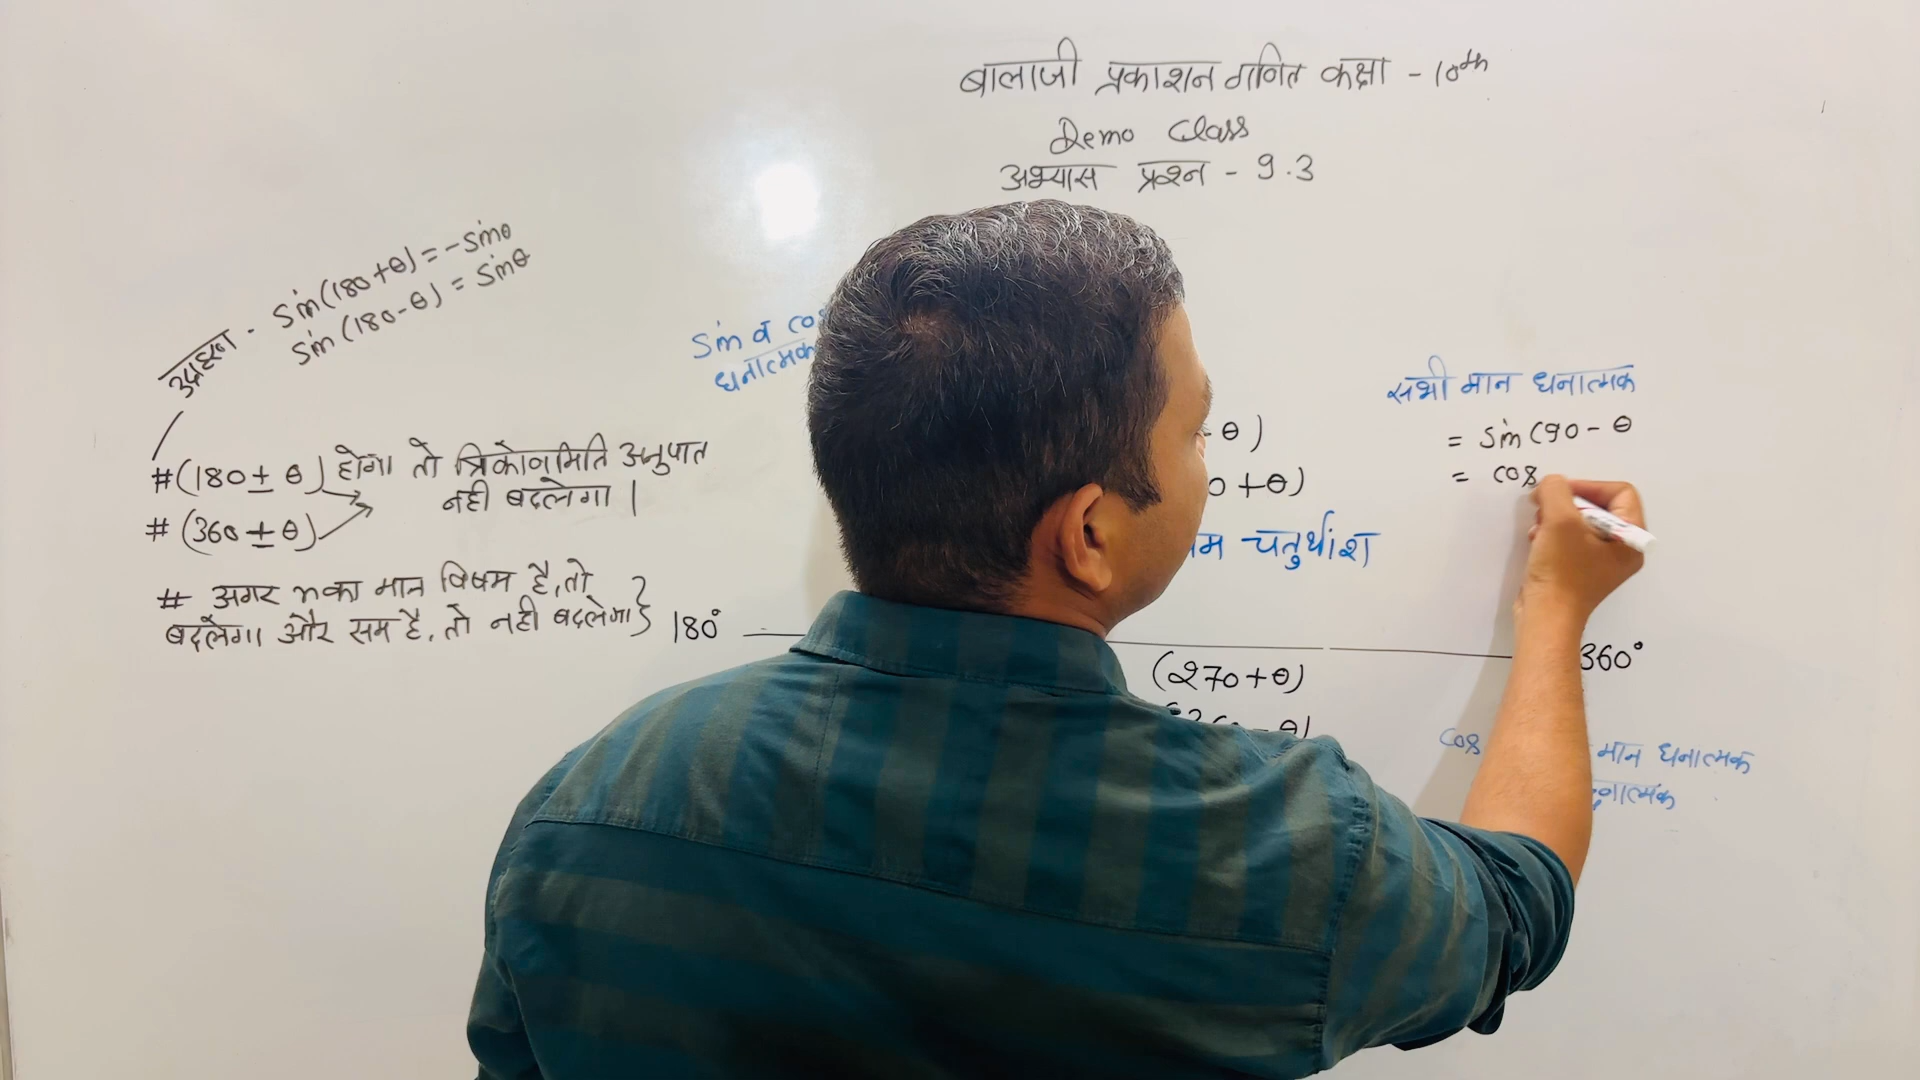 बालाजी प्रकाशन गणित कक्षा - 10th
Demo Class
अभ्यास प्रश्न - 9.3
उदाहरण - sin(180+θ) = -sinθ
sin(180-θ) = sinθ
sin व cos
धनात्मक
#(180 ± θ) होगा तो त्रिकोणमिति अनुपात
नही बदलेगा |
# (360 ± θ)
# अगर n का मान विषम है, तो
बदलेगा और सम है, तो नही बदलेगा}
180°
सभी मान धनात्मक
= sin(90 - θ
= cos
- θ)
0 + θ)
चतुर्थांश
360°
(270+θ)
- θ)
cos
मान धनात्मक